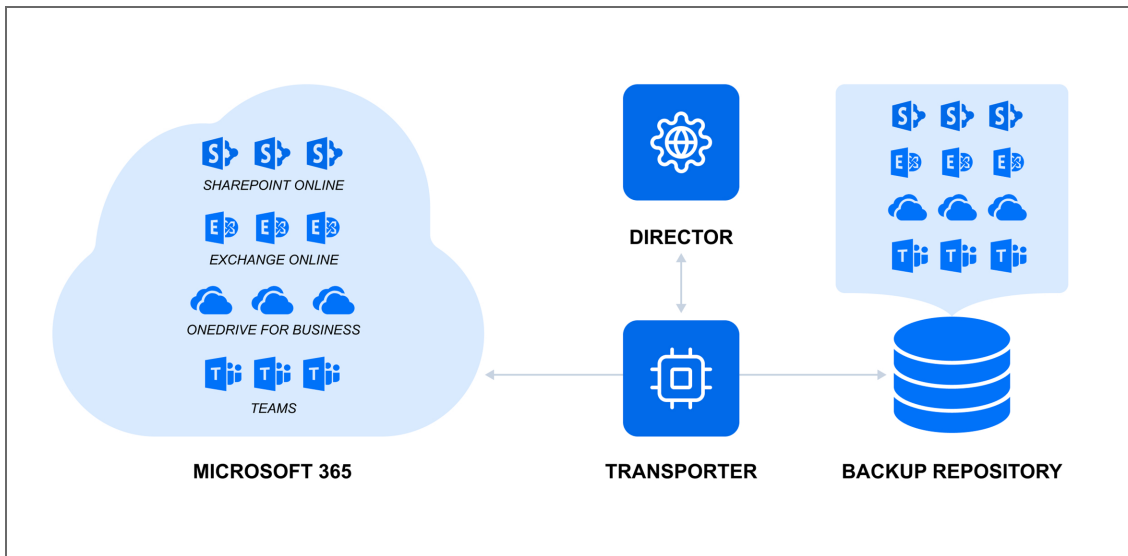 SHAREPOINT ONLINE
EXCHANGE ONLINE
ONEDRIVE FOR BUSINESS
TEAMS
MICROSOFT 365
DIRECTOR
TRANSPORTER
BACKUP REPOSITORY
S S S
E E E
T T T
S S S
E E E
T T T